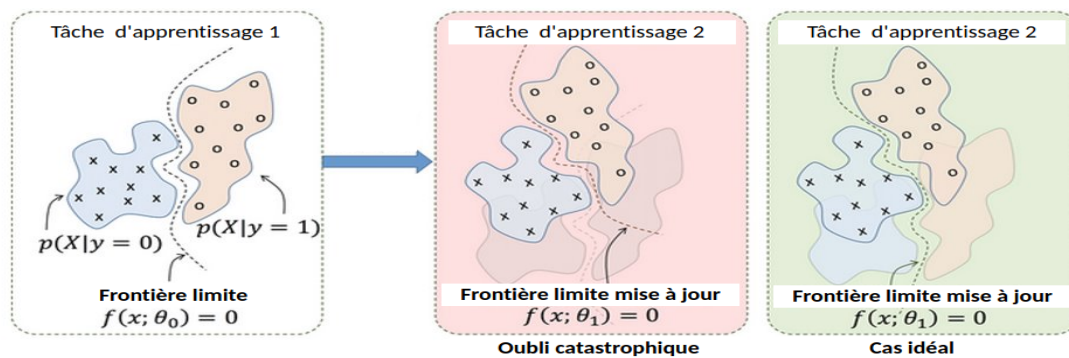 Tâche d'apprentissage 1
p(X|y = 0)
p(X|y = 1)
Frontière limite
f(x; θ₀) = 0
Tâche d'apprentissage 2
Frontière limite mise à jour
f(x; θ₁) = 0
Oubli catastrophique
Tâche d'apprentissage 2
Frontière limite mise à jour
f(x; θ₁) = 0
Cas idéal